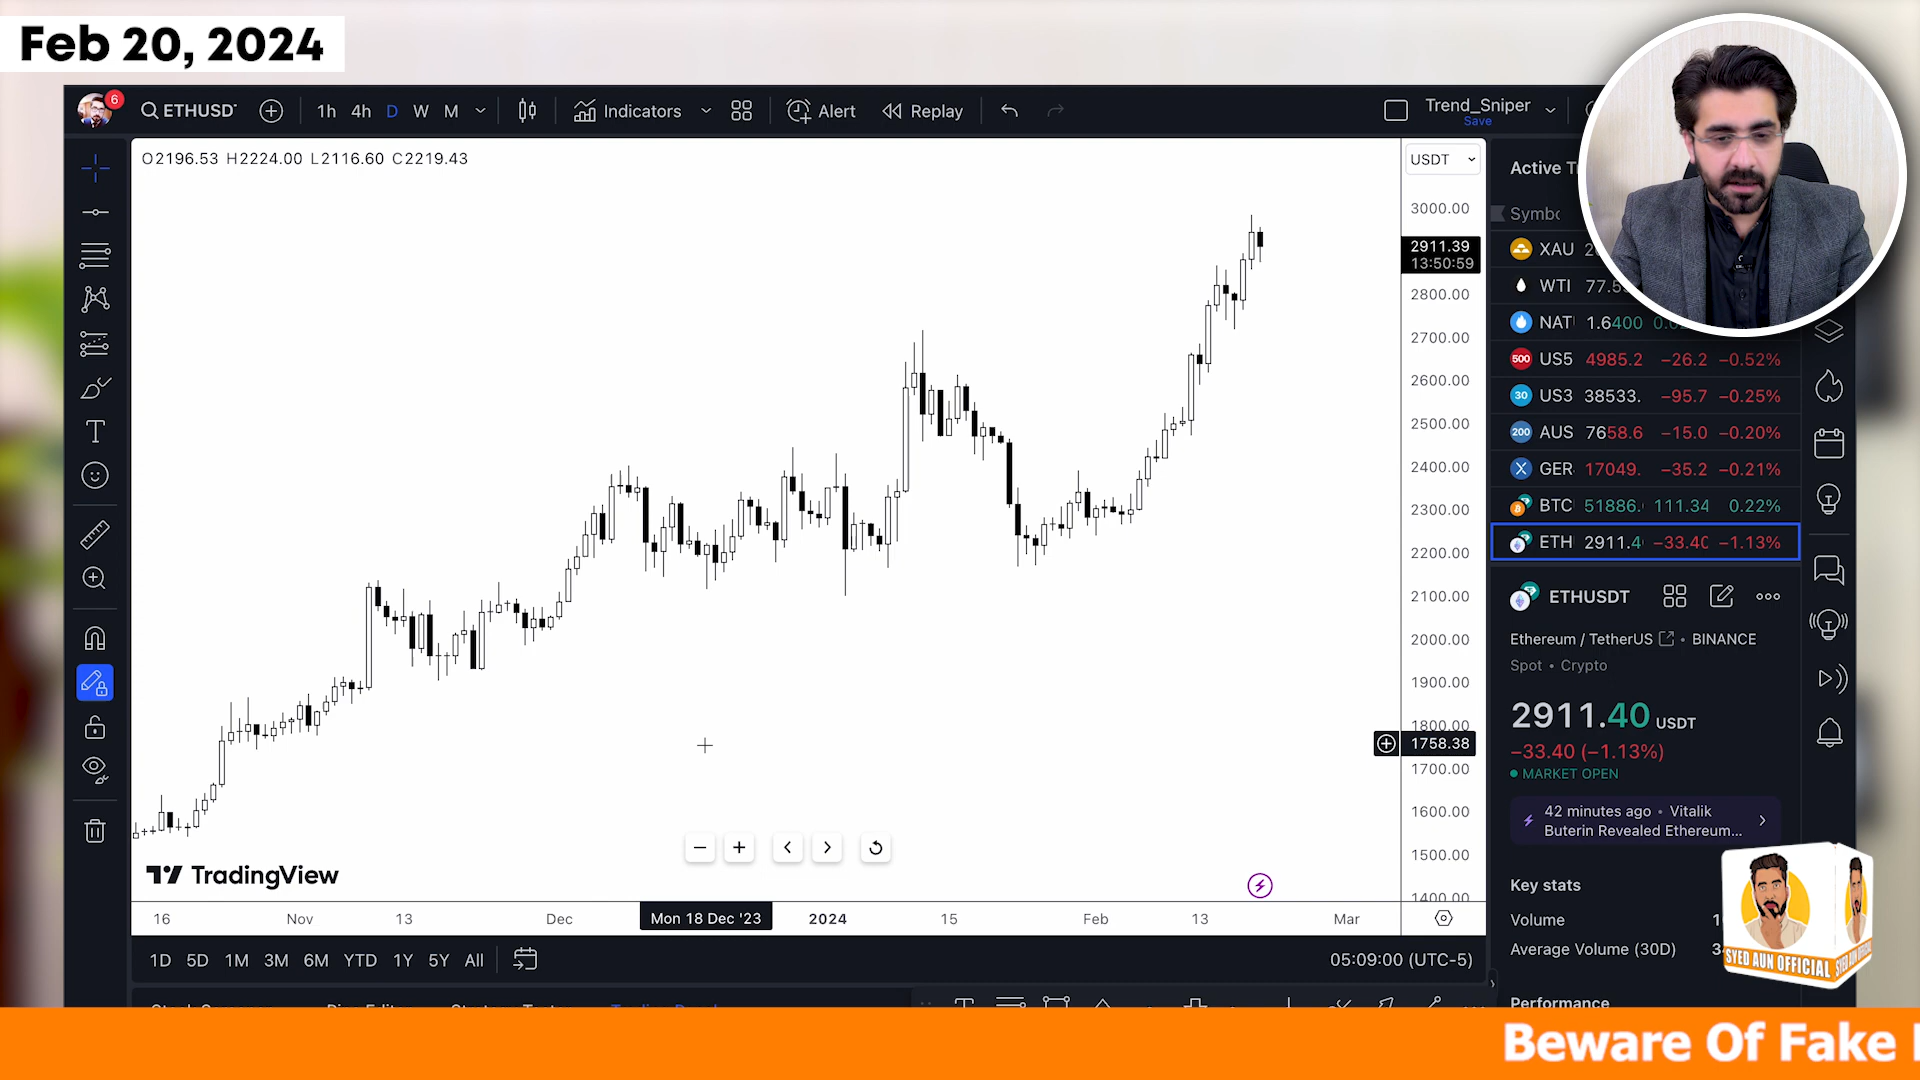 Feb 20, 2024
6
ETHUSDT
1h 4h D W M
Indicators
Alert
Replay
Trend_Sniper
Save
O2196.53 H2224.00 L2116.60 C2219.43
USDT
3000.00
2911.39
13:50:59
2800.00
2700.00
2600.00
2500.00
2400.00
2300.00
2200.00
2100.00
2000.00
1900.00
1800.00
1758.38
1700.00
1600.00
1500.00
1400.00
TradingView
16 Nov 13 Dec Mon 18 Dec '23 2024 15 Feb 13 Mar
1D 5D 1M 3M 6M YTD 1Y 5Y All
05:09:00 (UTC-5)
Symbo
XAU
WTI 77.5
NAT 1.6400
500 US5 4985.2 −26.2 −0.52%
30 US3 38533. −95.7 −0.25%
200 AUS 7658.6 −15.0 −0.20%
X GER 17049. −35.2 −0.21%
BTC 51886. 111.34 0.22%
ETH 2911.4 −33.40 −1.13%
ETHUSDT
Ethereum / TetherUS • BINANCE
Spot • Crypto
2911.40 USDT
−33.40 (−1.13%)
MARKET OPEN
42 minutes ago • Vitalik
Buterin Revealed Ethereum...
Key stats
Volume
Average Volume (30D)
Performance
SYED AUN OFFICIAL
Beware Of Fake